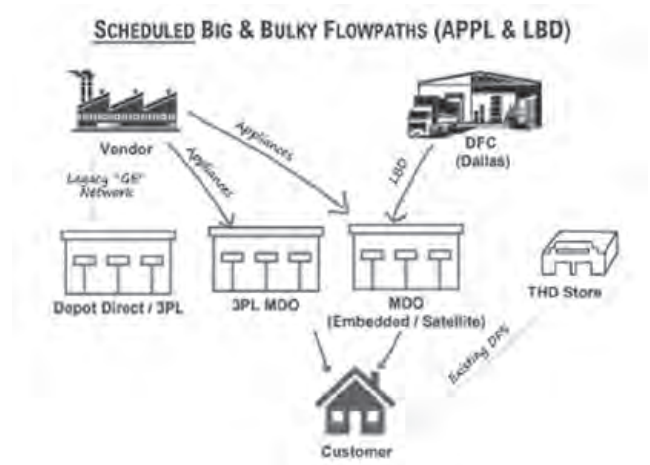 SCHEDULED BIG & BULKY FLOWPATHS (APPL & LBD)
Vendor
DFC
(Dallas)
Appliances
Appliances
LBD
Legacy "GE"
Network
Depot Direct / 3PL
3PL MDO
MDO
(Embedded / Satellite)
THD Store
Existing DFS
Customer